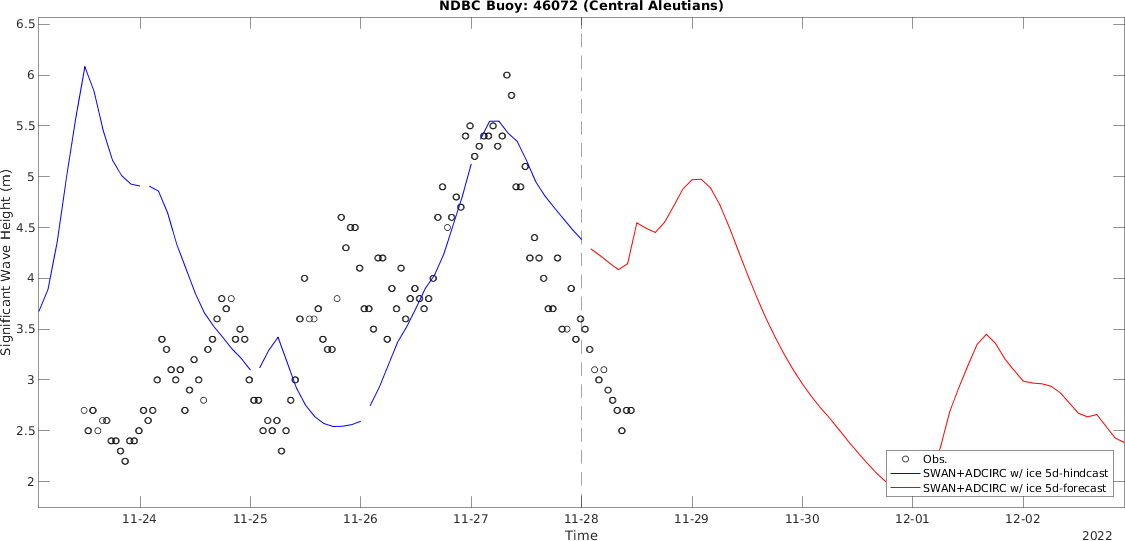 NDBC Buoy: 46072 (Central Aleutians)
6.5
6
5.5
5
4.5
4
3.5
3
2.5
2
Significant Wave Height (m)
Obs.
SWAN+ADCIRC w/ ice 5d-hindcast
SWAN+ADCIRC w/ ice 5d-forecast
11-24 11-25 11-26 11-27 11-28 11-29 11-30 12-01 12-02
Time
2022